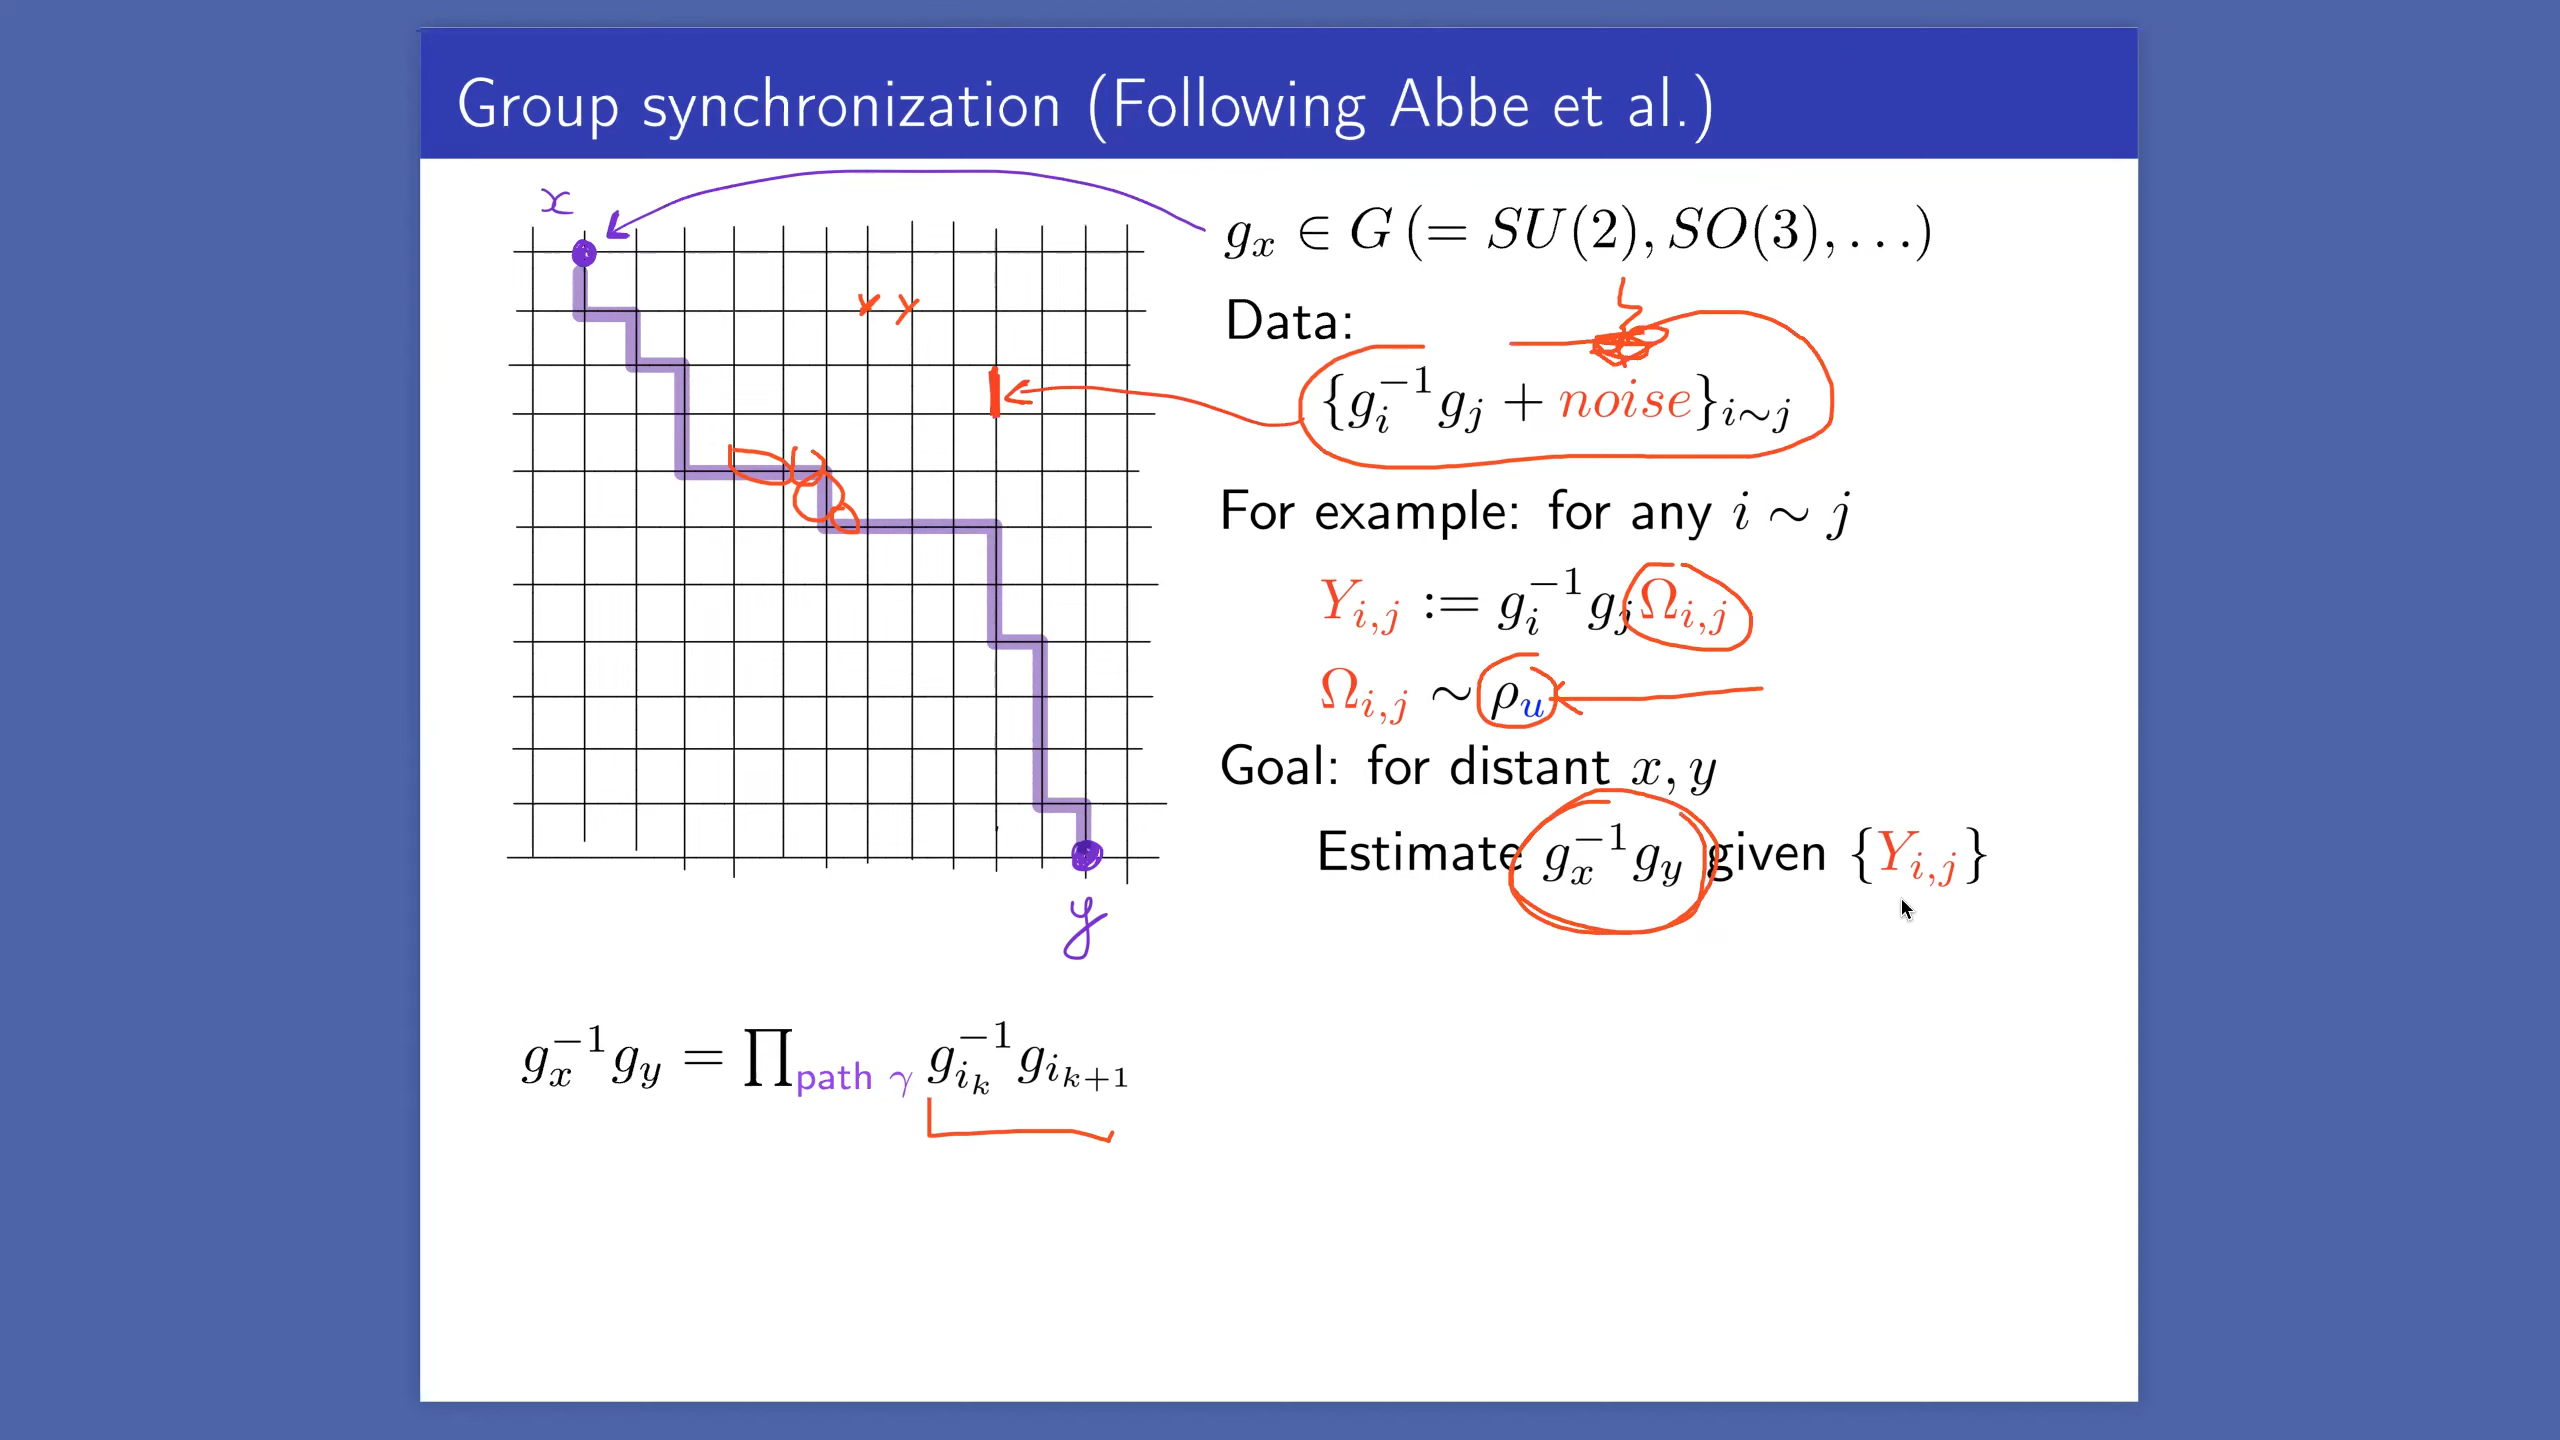 Group synchronization (Following Abbe et al.)
x
g_x ∈ G (= SU(2), SO(3), …)
Data:
x y
{g_i^{-1} g_j + noise}_{i∼j}
For example: for any i ∼ j
Y_{i,j} := g_i^{-1} g_j Ω_{i,j}
Ω_{i,j} ∼ ρ_u
Goal: for distant x, y
Estimate g_x^{-1} g_y given {Y_{i,j}}
y
g_x^{-1} g_y = ∏_{path γ} g_{i_k}^{-1} g_{i_{k+1}}